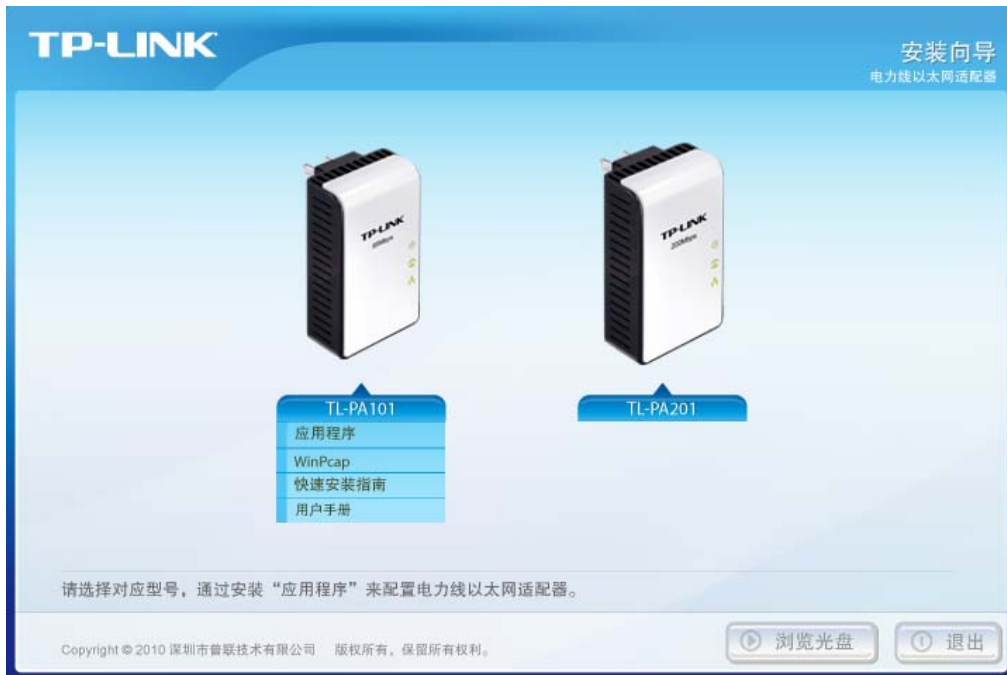 TP-LINK
安装向导
电力线以太网适配器
TP-LINK
TP-LINK
200Mbps
TL-PA101
应用程序
WinPcap
快速安装指南
用户手册
TL-PA201
请选择对应型号，通过安装“应用程序”来配置电力线以太网适配器。
Copyright © 2010 深圳市普联技术有限公司 版权所有，保留所有权利。
浏览光盘
退出